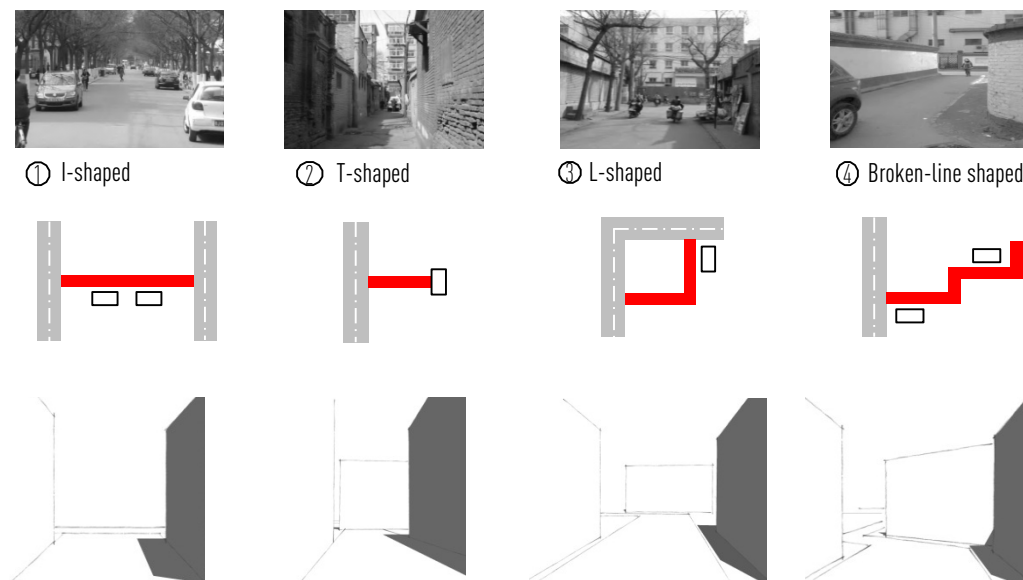 ① I-shaped
② T-shaped
③ L-shaped
④ Broken-line shaped